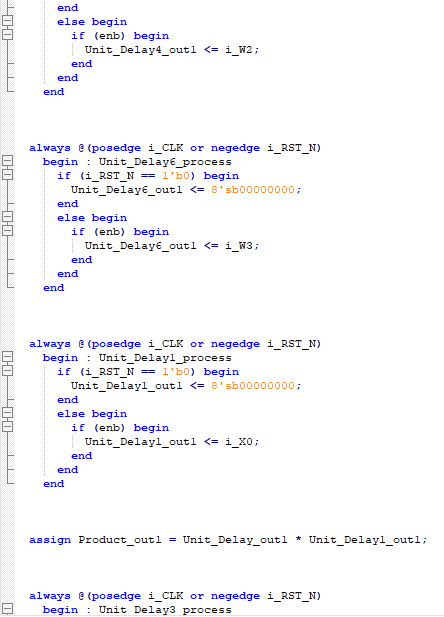 end
else begin
if (enb) begin
Unit_Delay4_out1 <= i_W2;
end
end
end
always @(posedge i_CLK or negedge i_RST_N)
begin : Unit_Delay6_process
if (i_RST_N == 1'b0) begin
Unit_Delay6_out1 <= 8'sb00000000;
end
else begin
if (enb) begin
Unit_Delay6_out1 <= i_W3;
end
end
end
always @(posedge i_CLK or negedge i_RST_N)
begin : Unit_Delay1_process
if (i_RST_N == 1'b0) begin
Unit_Delay1_out1 <= 8'sb00000000;
end
else begin
if (enb) begin
Unit_Delay1_out1 <= i_X0;
end
end
end
assign Product_out1 = Unit_Delay_out1 * Unit_Delay1_out1;
always @(posedge i_CLK or negedge i_RST_N)
begin : Unit_Delay3_process